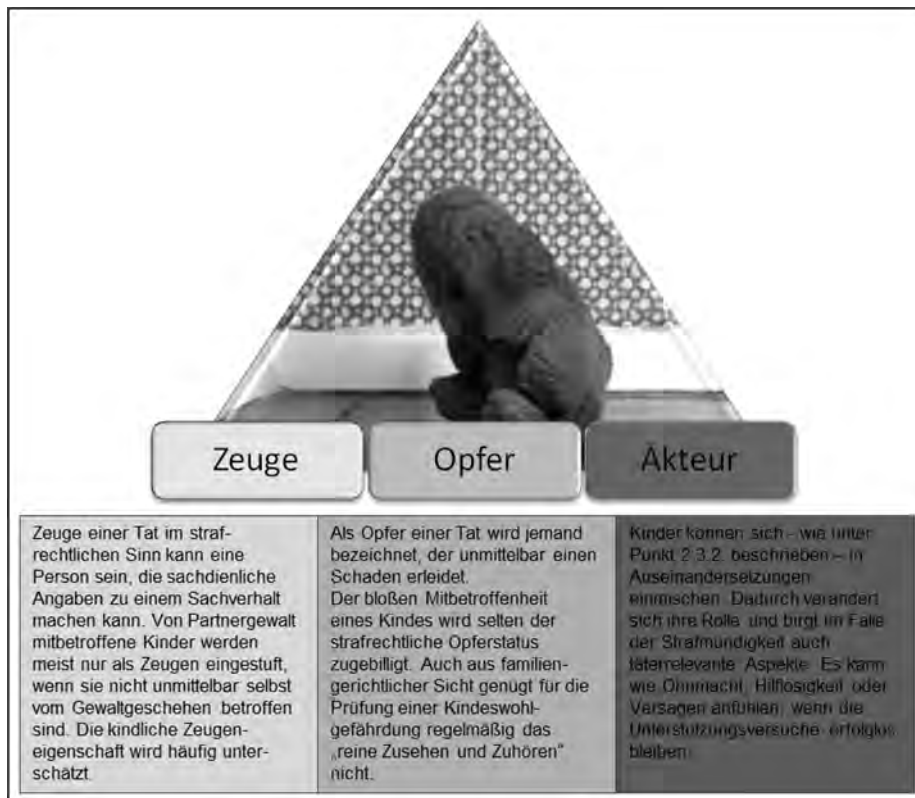 Zeuge
Opfer
Akteur
Zeuge einer Tat im straf-
rechtlichen Sinn kann eine
Person sein, die sachdienliche
Angaben zu einem Sachverhalt
machen kann. Von Partnergewalt
mitbetroffene Kinder werden
meist nur als Zeugen eingestuft,
wenn sie nicht unmittelbar selbst
vom Gewaltgeschehen betroffen
sind. Die kindliche Zeugen-
eigenschaft wird häufig unter-
schätzt.
Als Opfer einer Tat wird jemand
bezeichnet, der unmittelbar einen
Schaden erleidet.
Der bloßen Mitbetroffenheit
eines Kindes wird selten der
strafrechtliche Opferstatus
zugebilligt. Auch aus familien-
gerichtlicher Sicht genügt für die
Prüfung einer Kindeswohl-
gefährdung regelmäßig das
„reine Zusehen und Zuhören“
nicht.
Kinder können sich – wie unter
Punkt 2.3.2. beschrieben – in
Auseinandersetzungen
einmischen. Dadurch verändert
sich ihre Rolle und birgt im Falle
der Strafmündigkeit auch
täterrelevante Aspekte. Es kann
wie Ohnmacht, Hilflosigkeit oder
Versagen anfühlen, wenn die
Unterstützungsversuche erfolglos
bleiben.